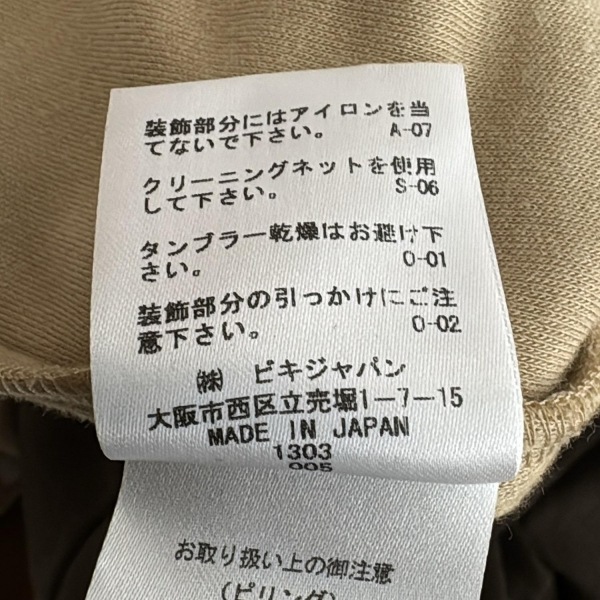 装飾部分にはアイロンを当
てないで下さい。 A-07
クリーニングネットを使用
して下さい。 S-06
タンブラー乾燥はお避け下
さい。 O-01
装飾部分の引っかけにご注
意下さい。 O-02
㈱ ビキジャパン
大阪市西区立売堀1-7-15
MADE IN JAPAN
1303
005
お取り扱い上の御注意
(ピリング)